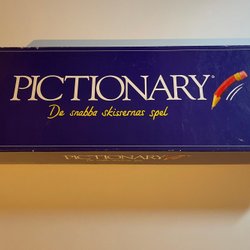 PICTIONARY®
De snabba skissernas spel
PICTIONARY